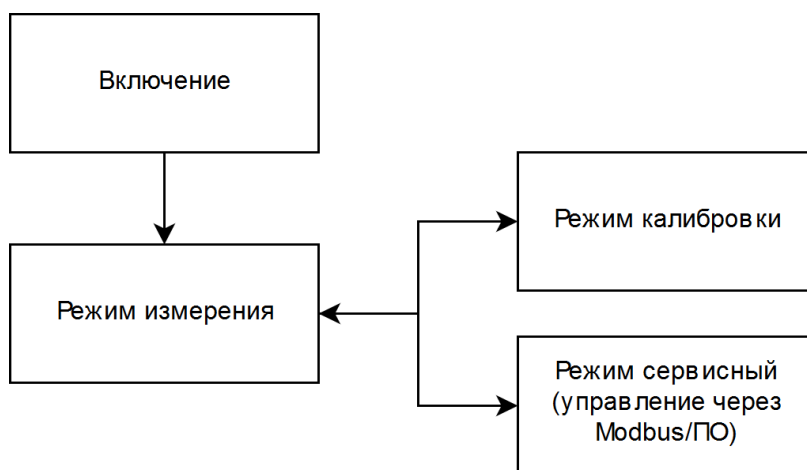 Включение
Режим калибровки
Режим измерения
Режим сервисный
(управление через
Modbus/ПО)